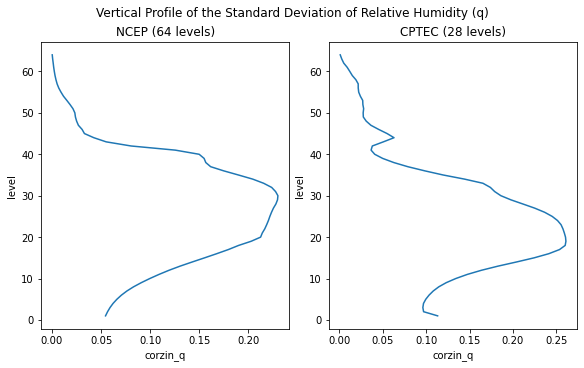 Vertical Profile of the Standard Deviation of Relative Humidity (q)
NCEP (64 levels)
CPTEC (28 levels)
level
60
50
40
30
20
10
0
0.00 0.05 0.10 0.15 0.20
corzin_q
level
60
50
40
30
20
10
0
0.00 0.05 0.10 0.15 0.20 0.25
corzin_q